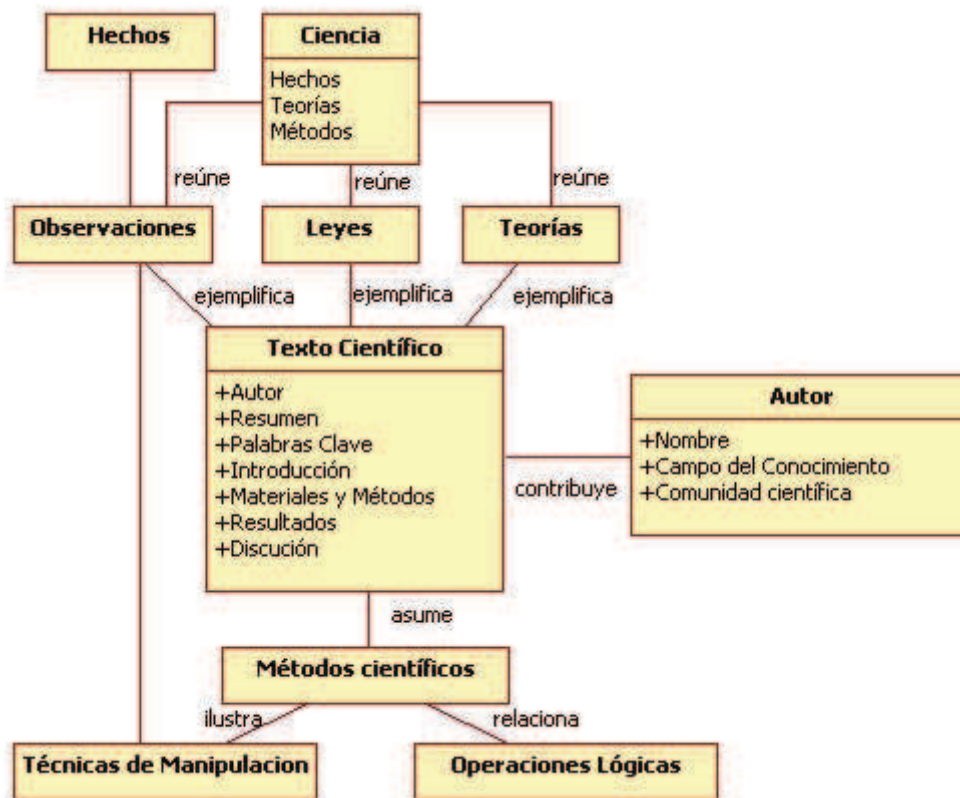 Hechos
Ciencia
Hechos
Teorías
Métodos
reúne
reúne
reúne
Observaciones
Leyes
Teorías
ejemplifica
ejemplifica
ejemplifica
Texto Científico
+Autor
+Resumen
+Palabras Clave
+Introducción
+Materiales y Métodos
+Resultados
+Discución
contribuye
Autor
+Nombre
+Campo del Conocimiento
+Comunidad científica
asume
Métodos científicos
ilustra
relaciona
Técnicas de Manipulacion
Operaciones Lógicas